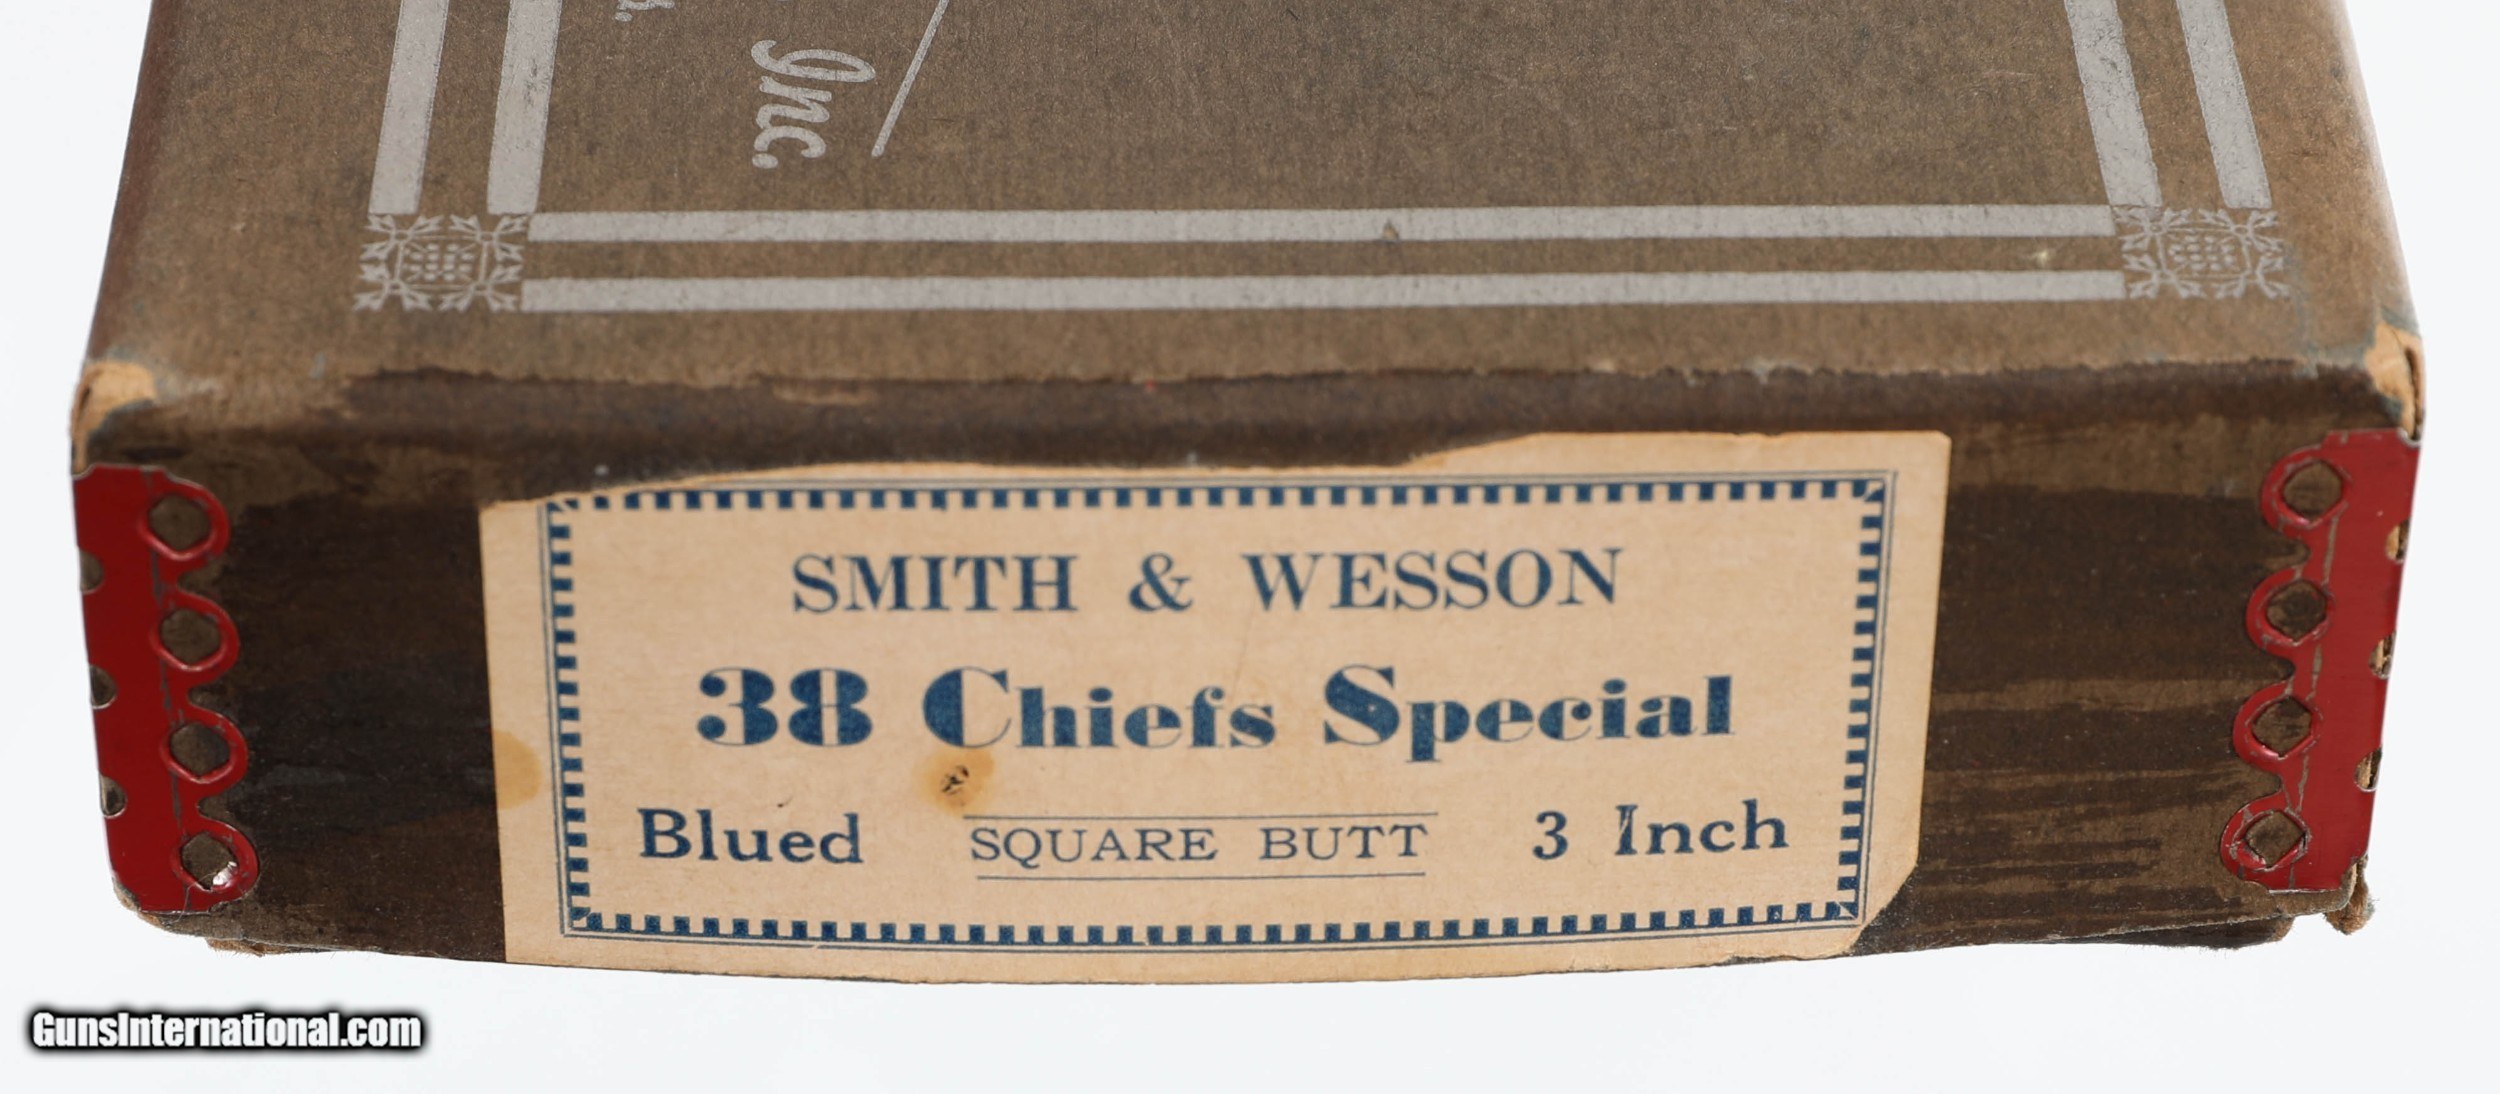 Inc.
SMITH & WESSON
38 Chiefs Special
Blued SQUARE BUTT 3 Inch
GunsInternational.com